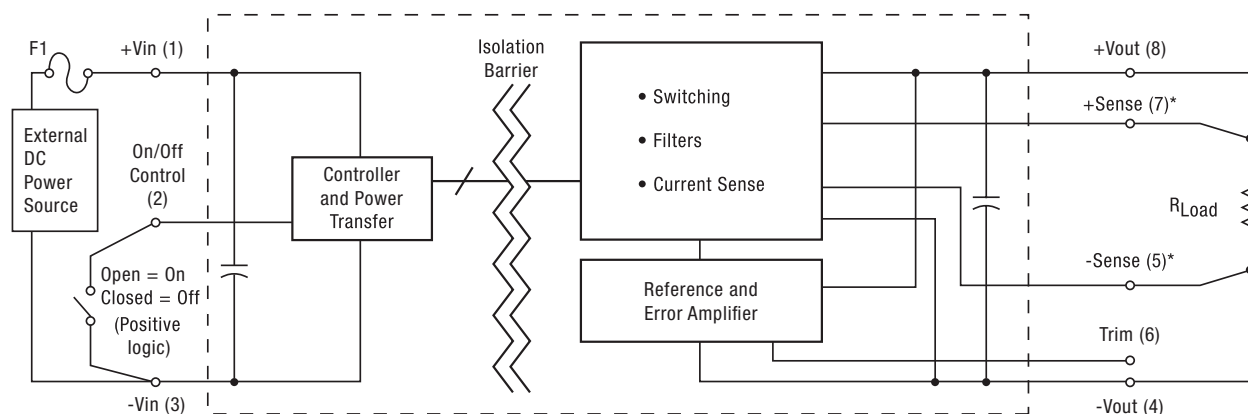 F1
+Vin (1)
External
DC
Power
Source
On/Off
Control
(2)
Open = On
Closed = Off
(Positive
logic)
-Vin (3)
Controller
and Power
Transfer
Isolation
Barrier
• Switching
• Filters
• Current Sense
Reference and
Error Amplifier
+Vout (8)
+Sense (7)*
RLoad
-Sense (5)*
Trim (6)
-Vout (4)